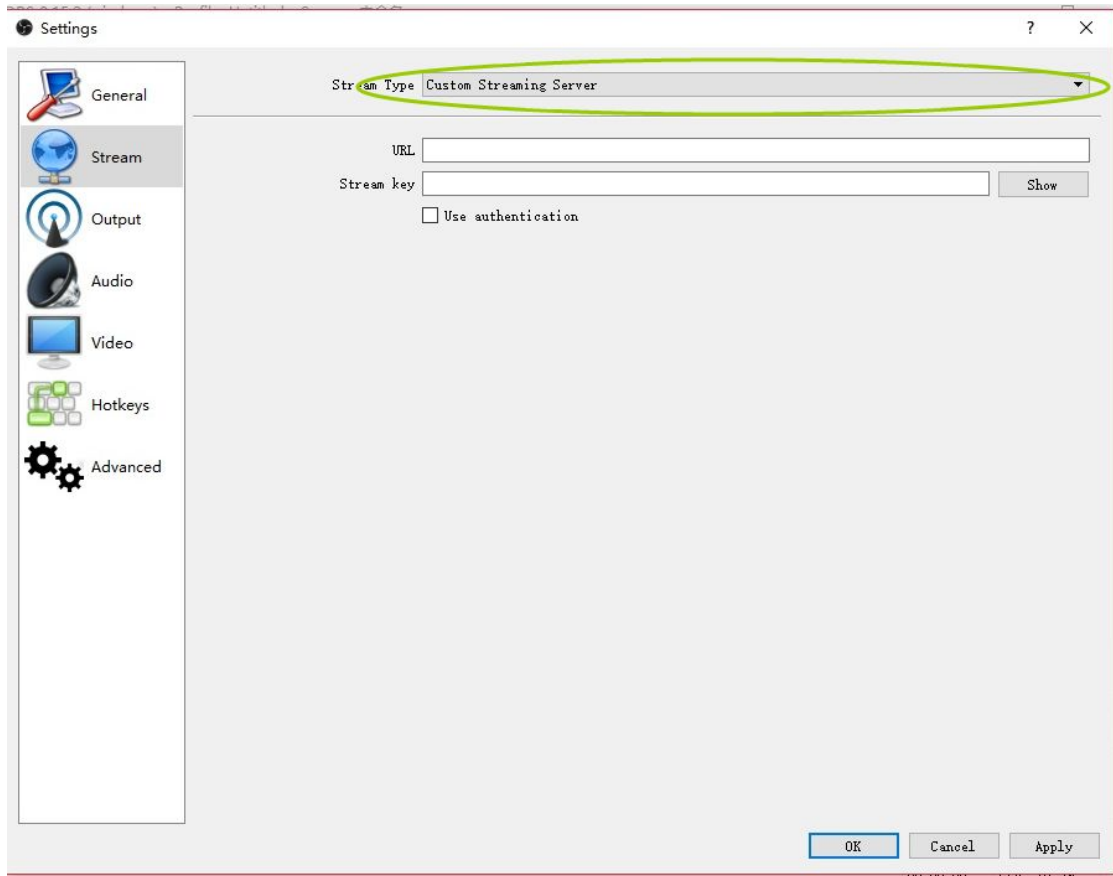 Settings
?
General
Stream
Output
Audio
Video
Hotkeys
Advanced
Stream Type Custom Streaming Server
URL
Stream key
Show
Use authentication
OK Cancel Apply